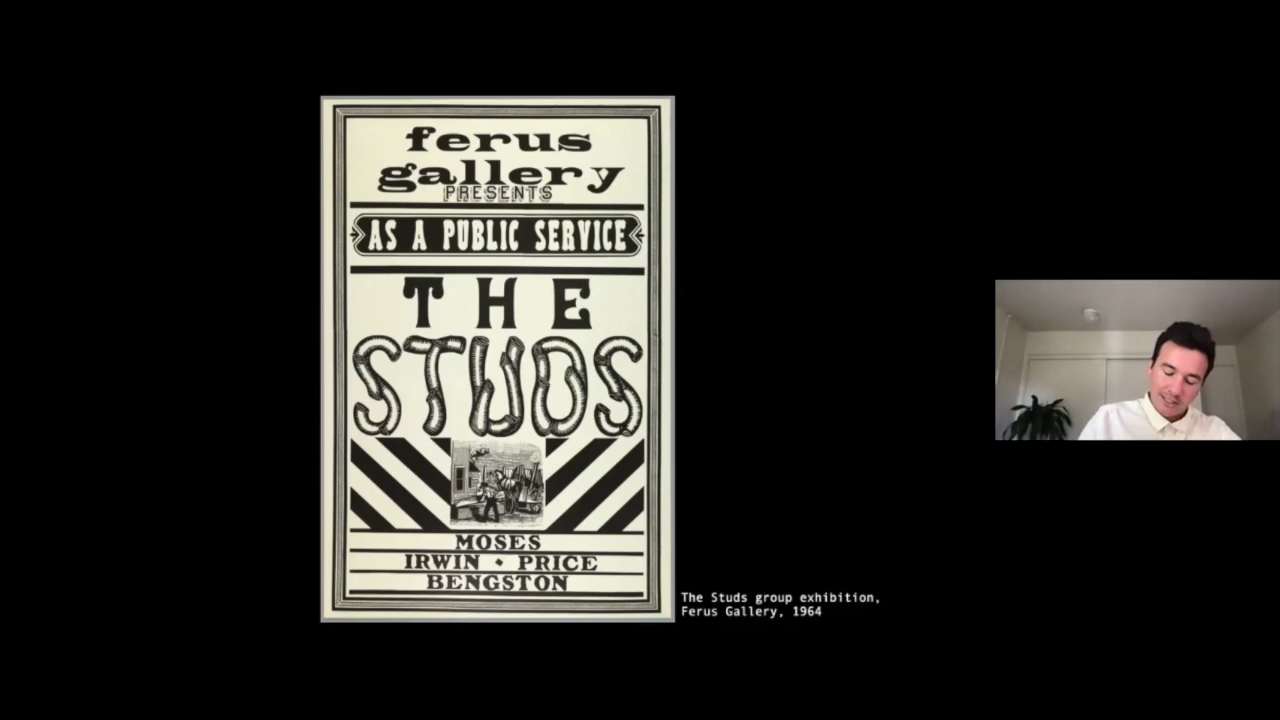 ferus
gallery
PRESENTS
AS A PUBLIC SERVICE
THE
STUDS
MOSES
IRWIN • PRICE
BENGSTON
The Studs group exhibition,
Ferus Gallery, 1964